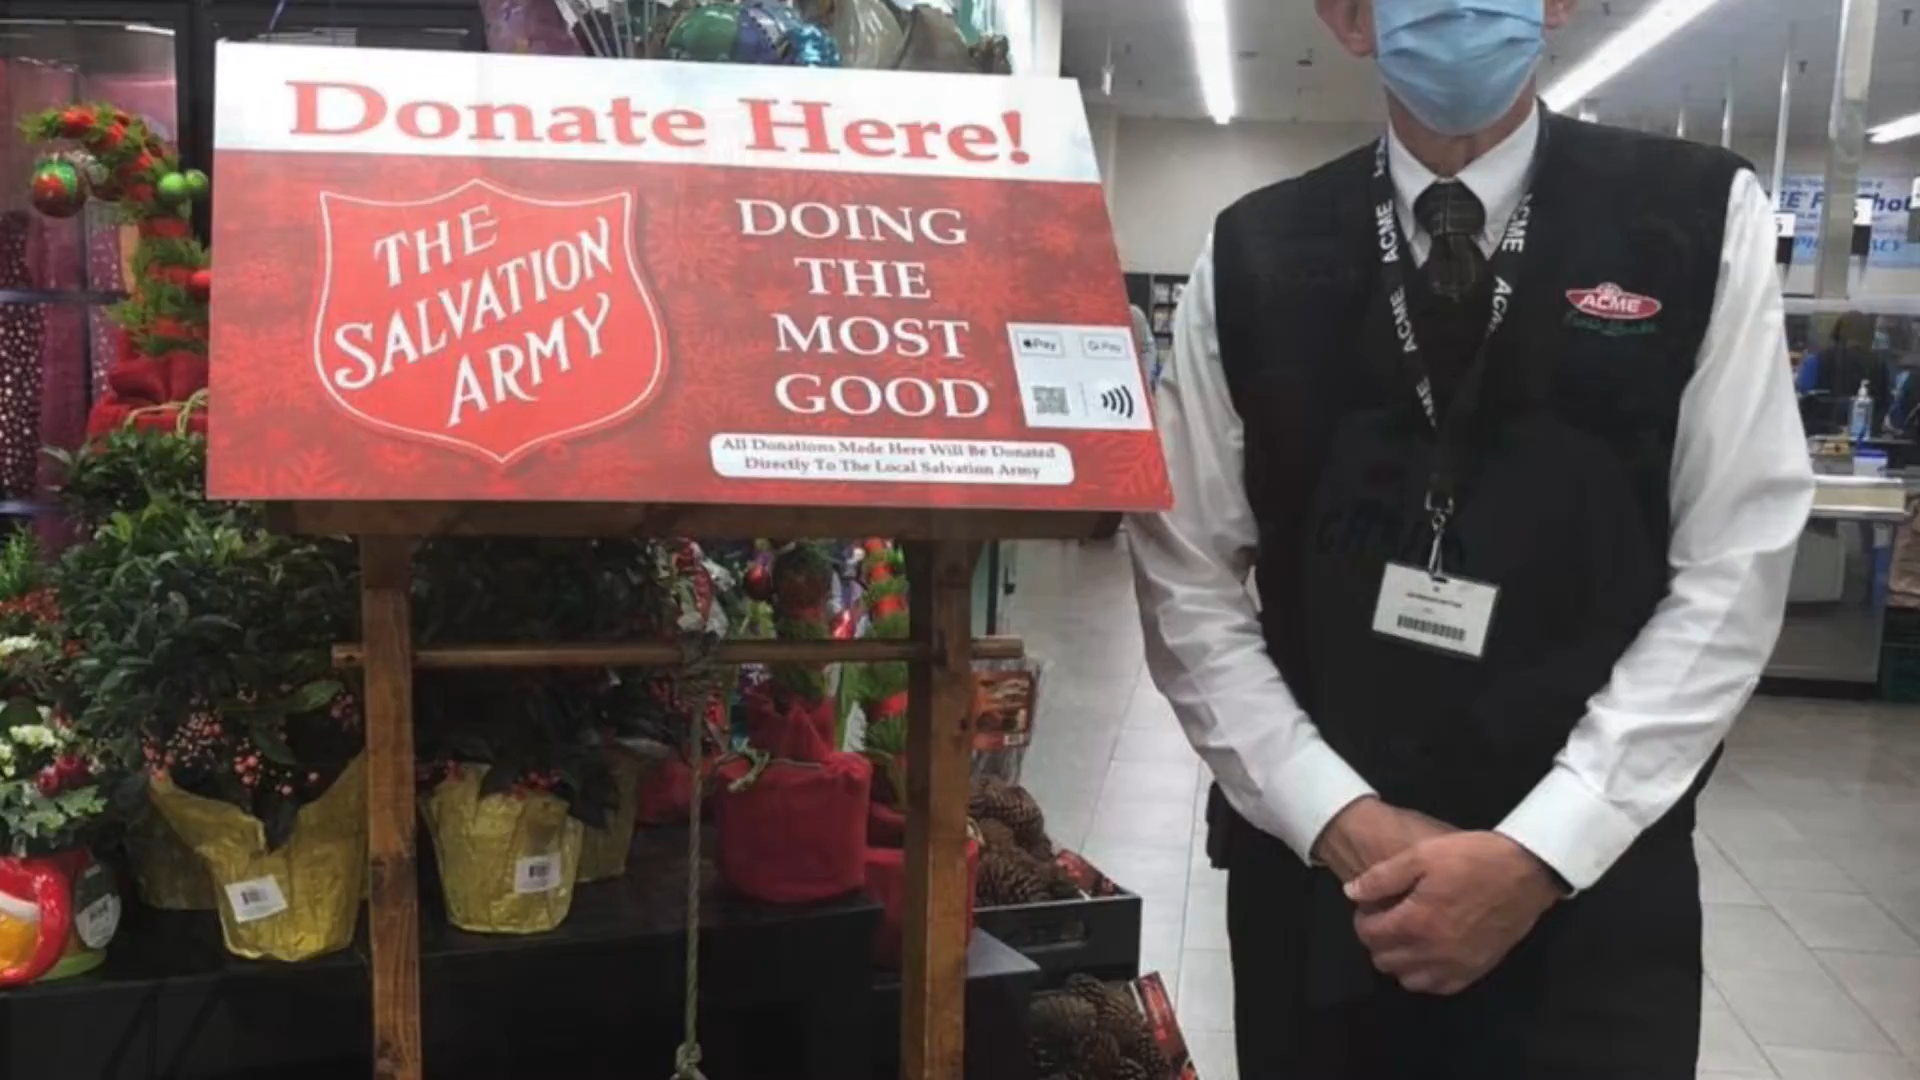 Donate Here!
THE
SALVATION
ARMY
DOING
THE
MOST
GOOD
Pay
G Pay
All Donations Made Here Will Be Donated
Directly To The Local Salvation Army
ACME
ACME
ACME
ACME
ACME